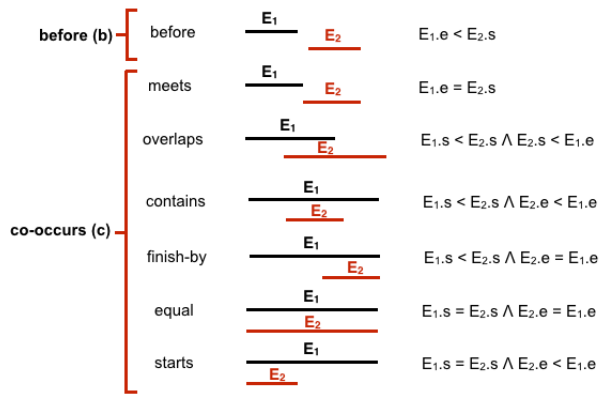 before (b)
before
E₁
E₂
E₁.e < E₂.s
meets
E₁
E₂
E₁.e = E₂.s
overlaps
E₁
E₂
E₁.s < E₂.s Λ E₂.s < E₁.e
contains
E₁
E₂
E₁.s < E₂.s Λ E₂.e < E₁.e
co-occurs (c)
finish-by
E₁
E₂
E₁.s < E₂.s Λ E₂.e = E₁.e
equal
E₁
E₂
E₁.s = E₂.s Λ E₂.e = E₁.e
starts
E₁
E₂
E₁.s = E₂.s Λ E₂.e < E₁.e